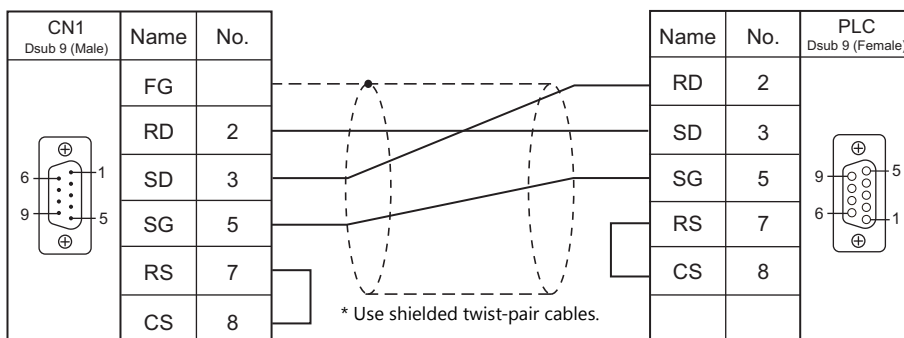 CN1
Dsub 9 (Male)
Name No.
FG
RD 2
SD 3
SG 5
RS 7
CS 8
6 1
9 5
* Use shielded twist-pair cables.
Name No.
PLC
Dsub 9 (Female)
RD 2
SD 3
SG 5
RS 7
CS 8
9 5
6 1